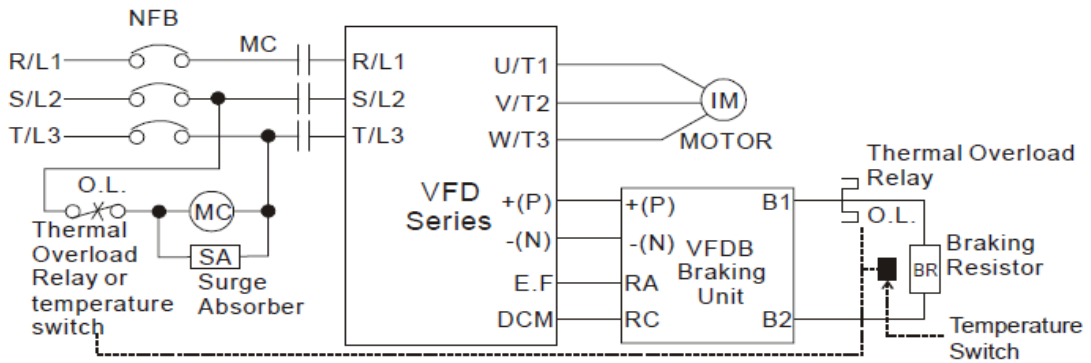 NFB
MC
R/L1
S/L2
T/L3
R/L1
S/L2
T/L3
VFD
Series
U/T1
V/T2
W/T3
IM
MOTOR
O.L.
MC
SA
Surge
Absorber
Thermal
Overload
Relay or
temperature
switch
+(P)
-(N)
E.F
DCM
+(P)
-(N)
RA
RC
VFDB
Braking
Unit
B1
B2
Thermal Overload
Relay
O.L.
BR
Braking
Resistor
Temperature
Switch